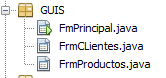 GUIS
FmPrincipal.java
FrmCLientes.java
FrmProductos.java